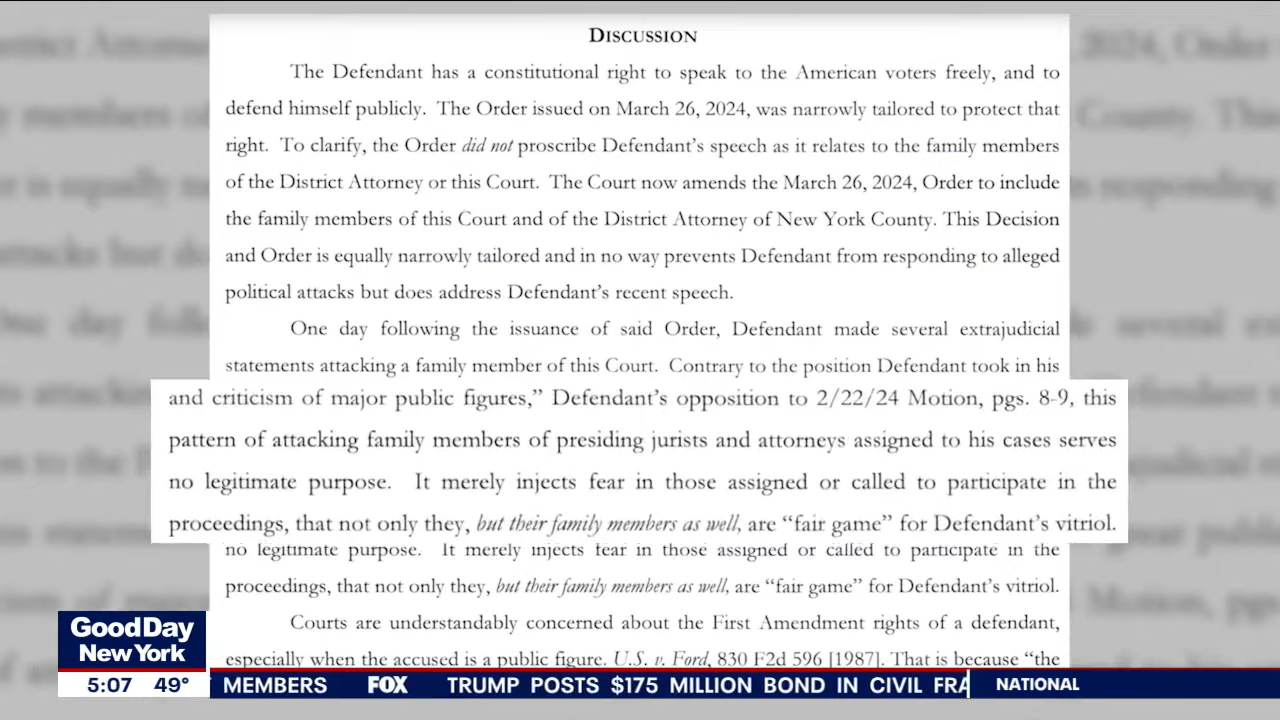 DISCUSSION
The Defendant has a constitutional right to speak to the American voters freely, and to
defend himself publicly. The Order issued on March 26, 2024, was narrowly tailored to protect that
right. To clarify, the Order did not proscribe Defendant's speech as it relates to the family members
of the District Attorney or this Court. The Court now amends the March 26, 2024, Order to include
the family members of this Court and of the District Attorney of New York County. This Decision
and Order is equally narrowly tailored and in no way prevents Defendant from responding to alleged
political attacks but does address Defendant's recent speech.
One day following the issuance of said Order, Defendant made several extrajudicial
statements attacking a family member of this Court. Contrary to the position Defendant took in his
and criticism of major public figures," Defendant's opposition to 2/22/24 Motion, pgs. 8-9, this
pattern of attacking family members of presiding jurists and attorneys assigned to his cases serves
no legitimate purpose. It merely injects fear in those assigned or called to participate in the
proceedings, that not only they, but their family members as well, are "fair game" for Defendant's vitriol.
no legitimate purpose. It merely injects fear in those assigned or called to participate in the
proceedings, that not only they, but their family members as well, are "fair game" for Defendant's vitriol.
Courts are understandably concerned about the First Amendment rights of a defendant,
especially when the accused is a public figure. U.S. v. Ford, 830 F2d 596 [1987]. That is because "the
GoodDay
NewYork
5:07 49°
MEMBERS FOX TRUMP POSTS $175 MILLION BOND IN CIVIL FRA
NATIONAL